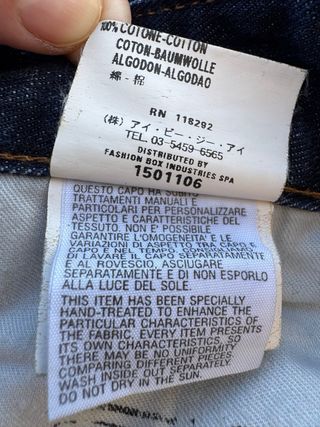 100% COTONE-COTTON
COTON-BAUMWOLLE
ALGODON-ALGODAO
綿-棉
RN 118292
(株) アイ・ピー・ジー・アイ
TEL. 03-5459-6565
DISTRIBUTED BY
FASHION BOX INDUSTRIES SPA
1501106
QUESTO CAPO HA SUBITO
TRATTAMENTI MANUALI E
PARTICOLARI PER PERSONALIZZARE
ASPETTO E CARATTERISTICHE DEL
TESSUTO. NON E' POSSIBILE
GARANTIRE L'OMOGENEITA' E LE
VARIAZIONI DI ASPETTO TRA CAPO E
CAPO E NEL TEMPO.
DI LAVARE IL CAPO SEPARATAMENTE
E AL ROVESCIO, ASCIUGARE
SEPARATAMENTE E DI NON ESPORLO
ALLA LUCE DEL SOLE.
THIS ITEM HAS BEEN SPECIALLY
HAND-TREATED TO ENHANCE THE
PARTICULAR CHARACTERISTICS OF
THE FABRIC. EVERY ITEM PRESENTS
ITS OWN CHARACTERISTICS, SO
THERE MAY BE NO UNIFORMITY
COMPARING DIFFERENT PIECES.
WASH INSIDE OUT SEPARATELY
DO NOT DRY IN THE SUN.